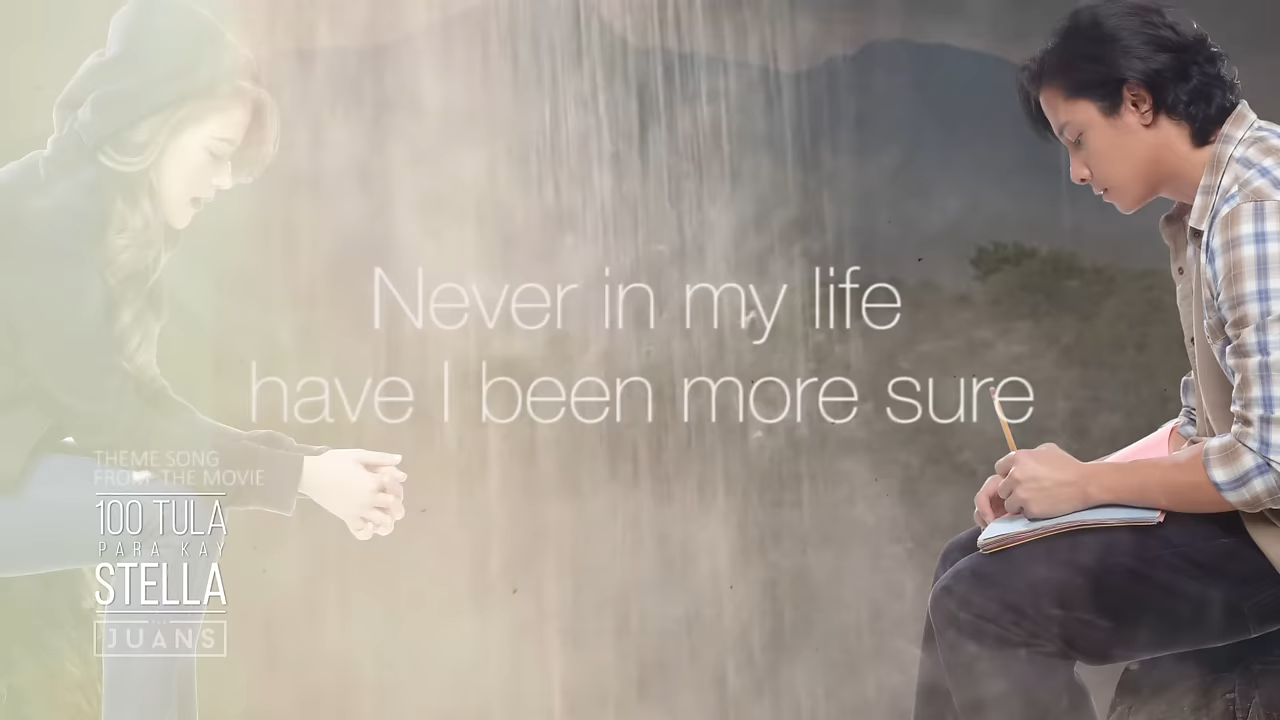 Never in my life
have I been more sure
THEME SONG
FROM THE MOVIE
100 TULA
PARA KAY
STELLA
JUANS